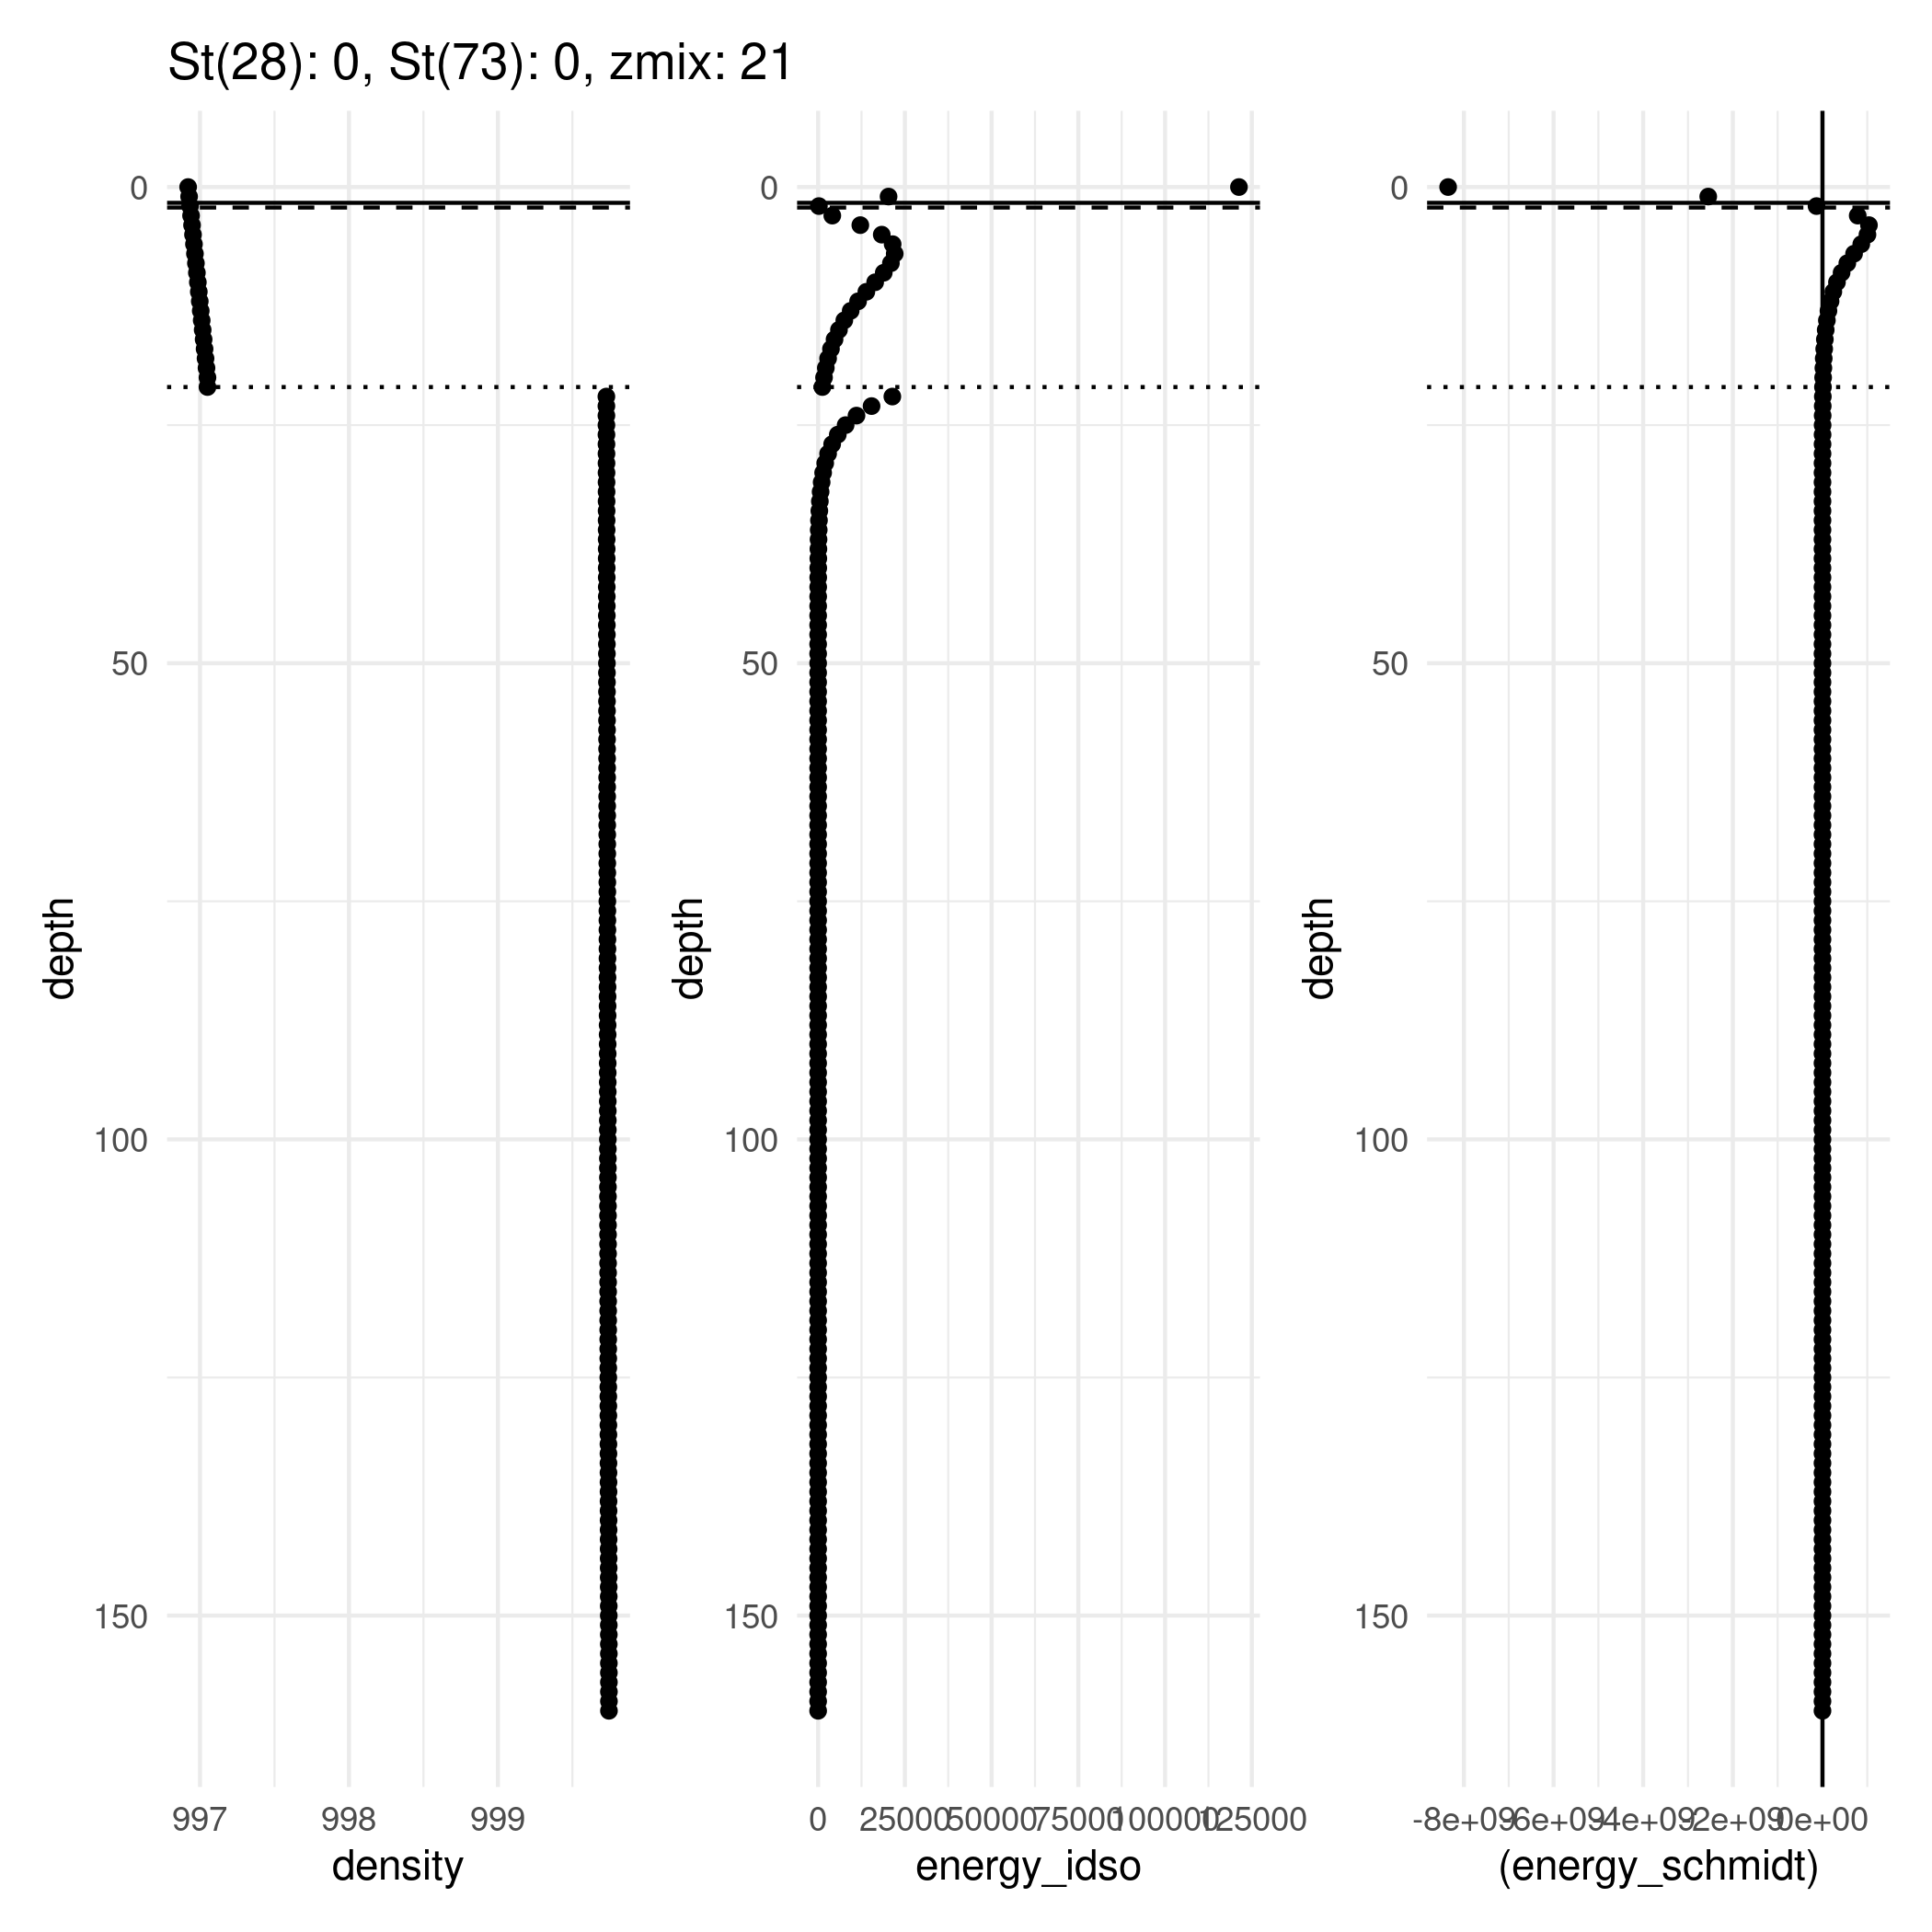 St(28): 0, St(73): 0, zmix: 21
0
50
100
150
depth
997 998 999
density
0
50
100
150
depth
0 25000 50000 75000 100000 125000
energy_idso
0
50
100
150
depth
-8e+09 -6e+09 -4e+09 -2e+09 0e+00
(energy_schmidt)